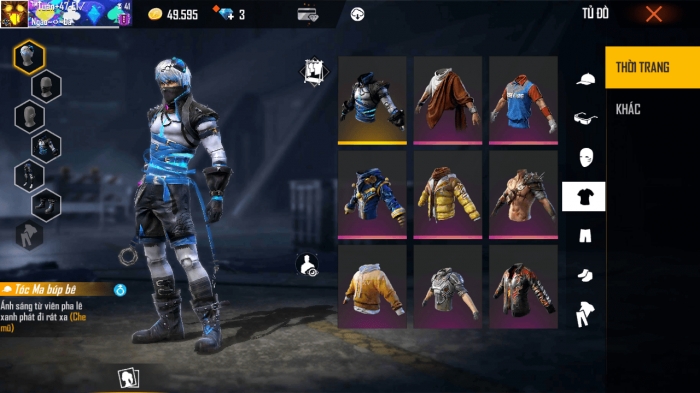 41
49.595
3
TỦ ĐỒ
THỜI TRANG
KHÁC
Tóc Ma búp bê
Ánh sáng từ viên pha lê
xanh phát đi rất xa (Che
mũ)